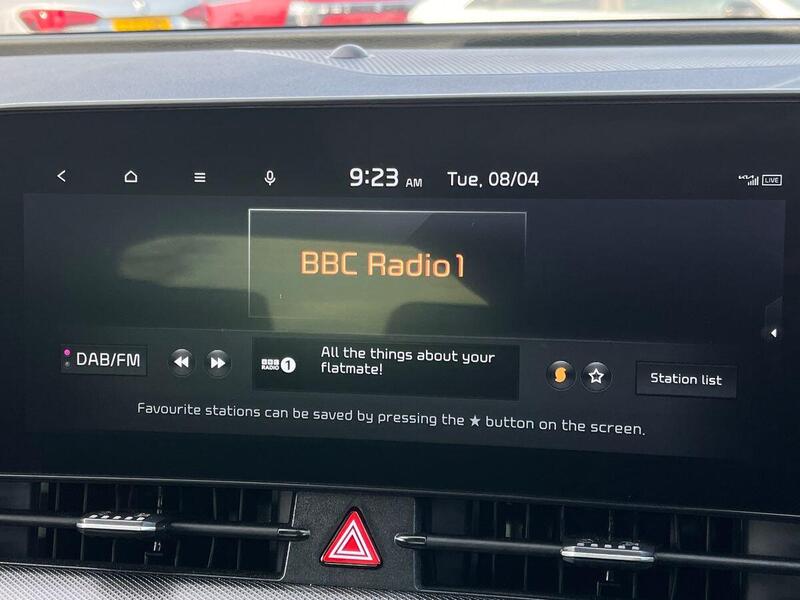 9:23 AM Tue, 08/04 LIVE
BBC Radio 1
DAB/FM
BBC RADIO 1
All the things about your
flatmate!
Station list
Favourite stations can be saved by pressing the ★ button on the screen.